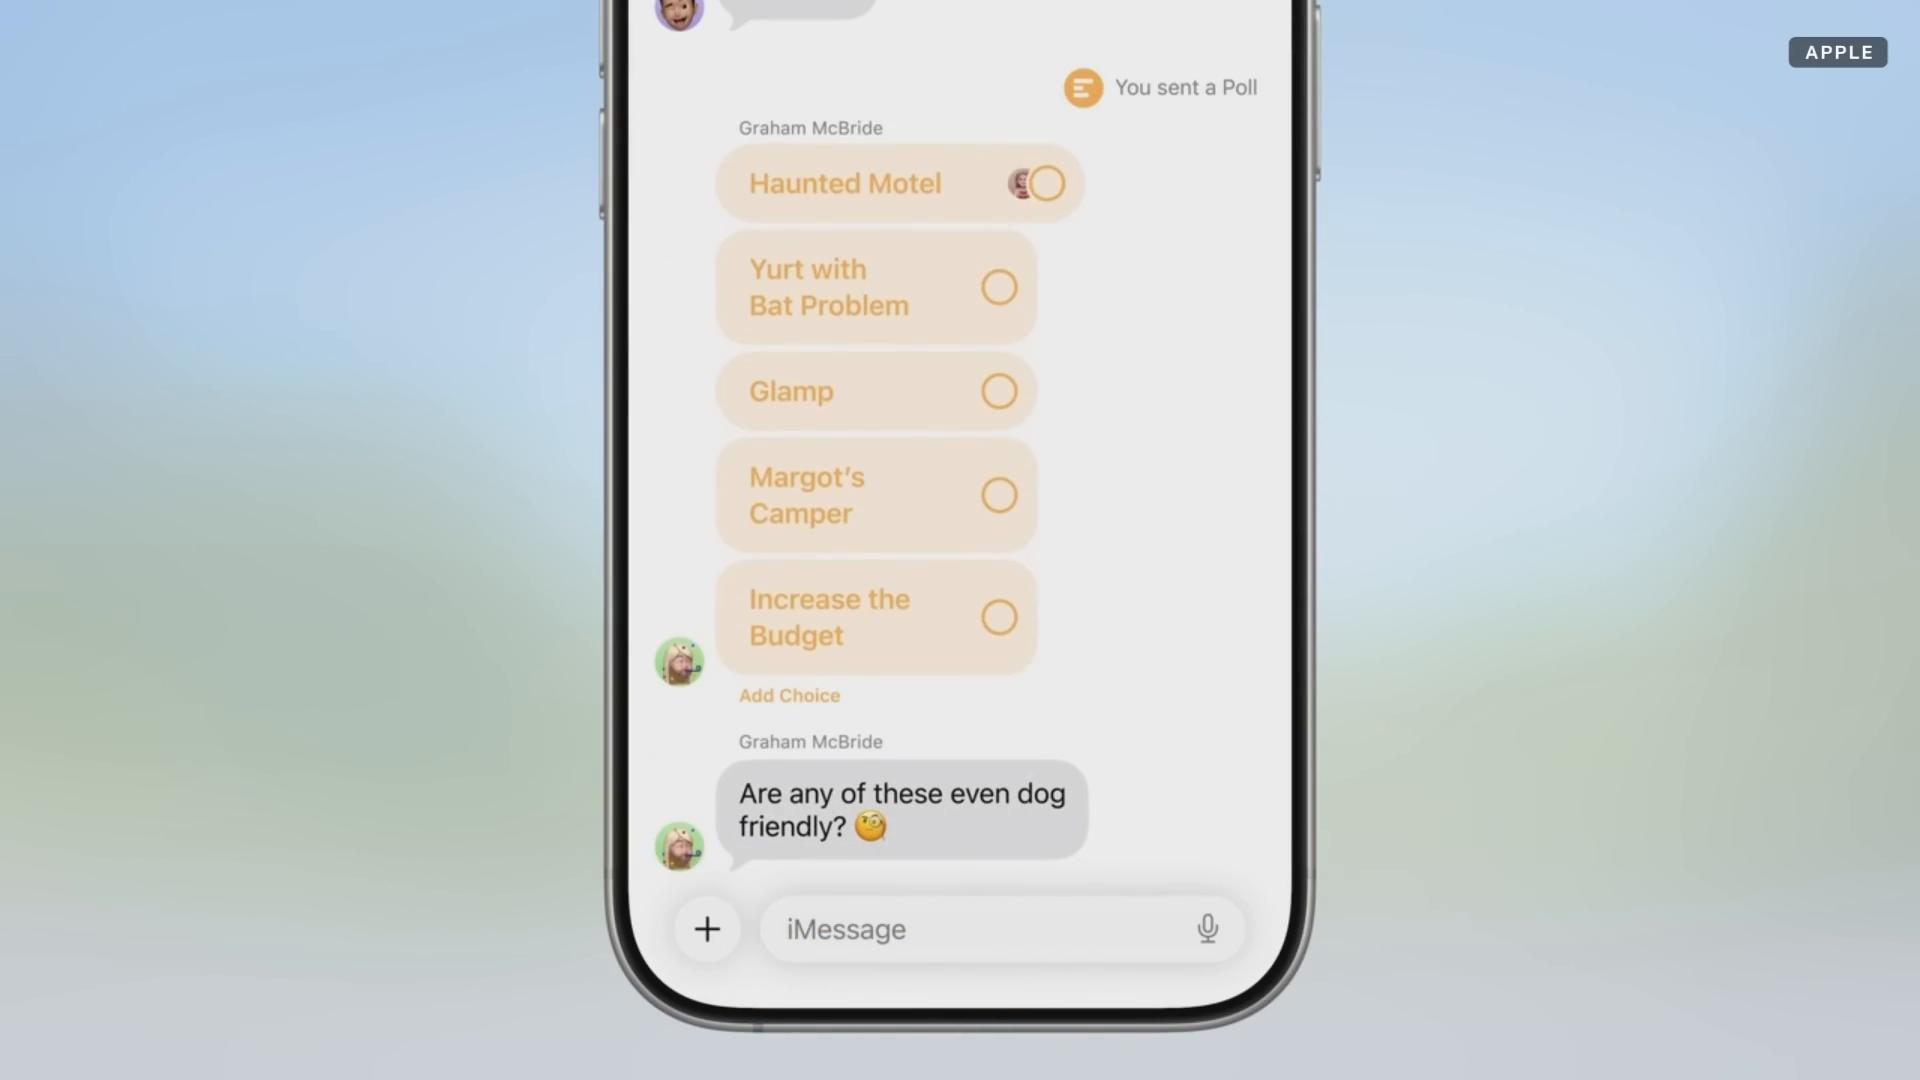 APPLE
You sent a Poll
Graham McBride
Haunted Motel
Yurt with
Bat Problem
Glamp
Margot’s
Camper
Increase the
Budget
Add Choice
Graham McBride
Are any of these even dog
friendly? 🧐
iMessage